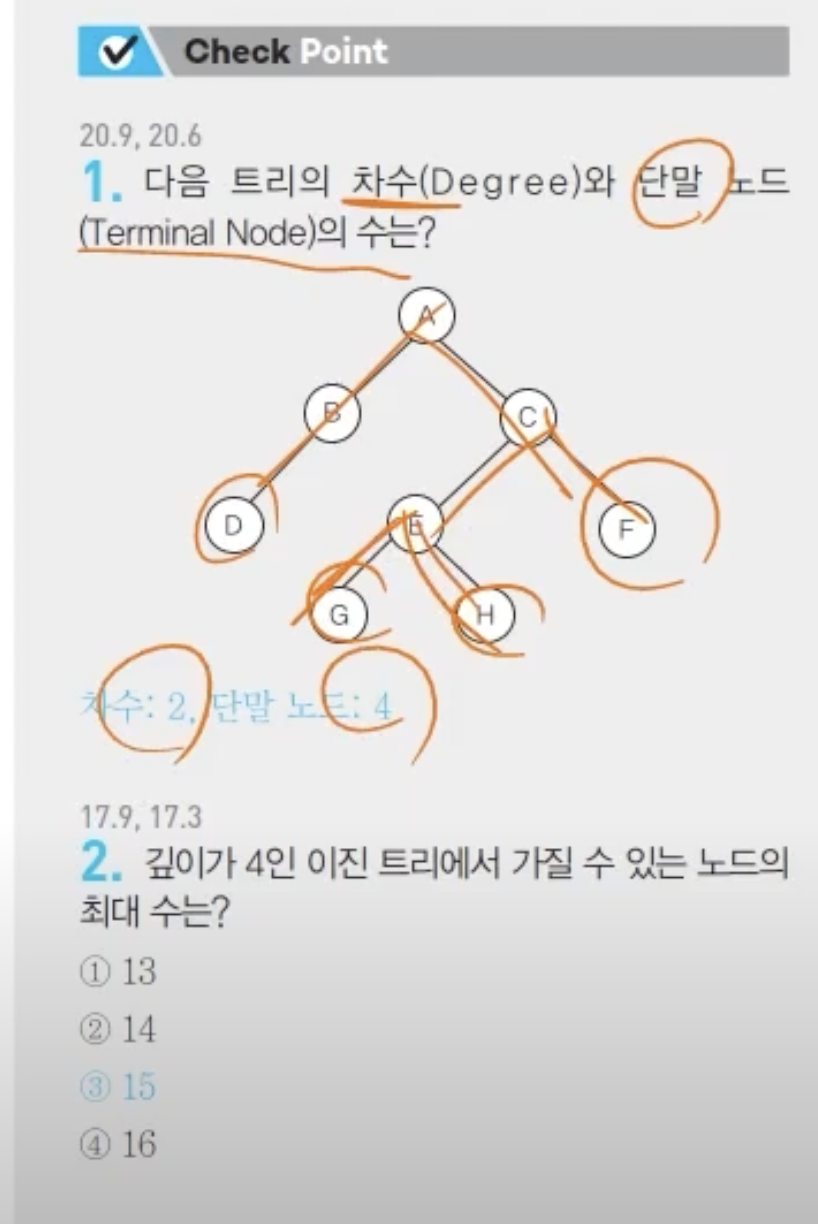 Check Point
20.9, 20.6
1. 다음 트리의 차수(Degree)와 단말 노드
(Terminal Node)의 수는?
A
B
C
D
E
F
G
H
차수: 2, 단말 노드: 4
17.9, 17.3
2. 깊이가 4인 이진 트리에서 가질 수 있는 노드의
최대 수는?
① 13
② 14
③ 15
④ 16